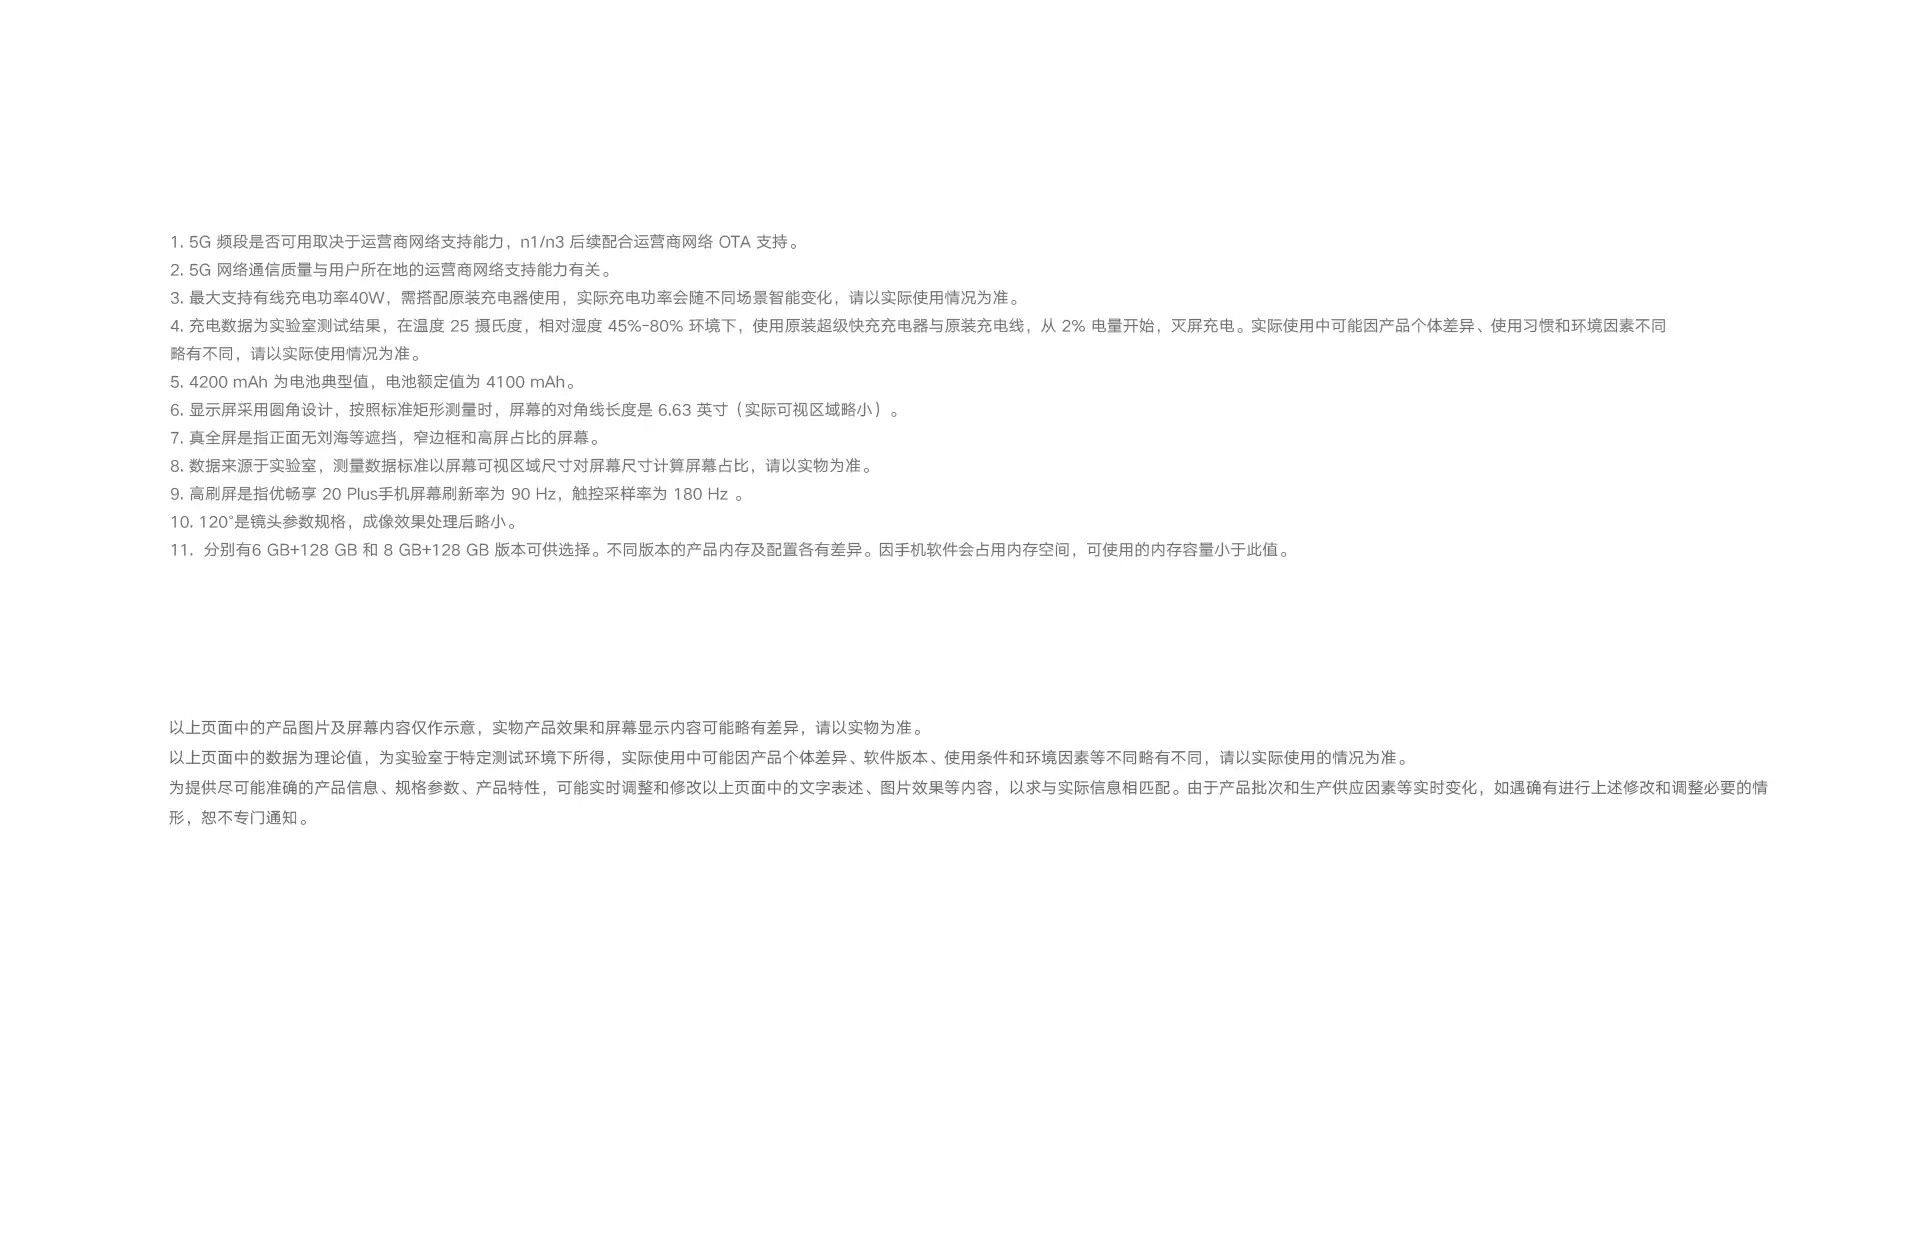 1. 5G 频段是否可用取决于运营商网络支持能力，n1/n3 后续配合运营商网络 OTA 支持。
2. 5G 网络通信质量与用户所在地的运营商网络支持能力有关。
3. 最大支持有线充电功率40W，需搭配原装充电器使用，实际充电功率会随不同场景智能变化，请以实际使用情况为准。
4. 充电数据为实验室测试结果，在温度 25 摄氏度，相对湿度 45%-80% 环境下，使用原装超级快充充电器与原装充电线，从 2% 电量开始，灭屏充电。实际使用中可能因产品个体差异、使用习惯和环境因素不同
略有不同，请以实际使用情况为准。
5. 4200 mAh 为电池典型值，电池额定值为 4100 mAh。
6. 显示屏采用圆角设计，按照标准矩形测量时，屏幕的对角线长度是 6.63 英寸（实际可视区域略小）。
7. 真全屏是指正面无刘海等遮挡，窄边框和高屏占比的屏幕。
8. 数据来源于实验室，测量数据标准以屏幕可视区域尺寸对屏幕尺寸计算屏幕占比，请以实物为准。
9. 高刷屏是指优畅享 20 Plus手机屏幕刷新率为 90 Hz，触控采样率为 180 Hz 。
10. 120°是镜头参数规格，成像效果处理后略小。
11. 分别有6 GB+128 GB 和 8 GB+128 GB 版本可供选择。不同版本的产品内存及配置各有差异。因手机软件会占用内存空间，可使用的内存容量小于此值。
以上页面中的产品图片及屏幕内容仅作示意，实物产品效果和屏幕显示内容可能略有差异，请以实物为准。
以上页面中的数据为理论值，为实验室于特定测试环境下所得，实际使用中可能因产品个体差异、软件版本、使用条件和环境因素等不同略有不同，请以实际使用的情况为准。
为提供尽可能准确的产品信息、规格参数、产品特性，可能实时调整和修改以上页面中的文字表述、图片效果等内容，以求与实际信息相匹配。由于产品批次和生产供应因素等实时变化，如遇确有进行上述修改和调整必要的情
形，恕不专门通知。